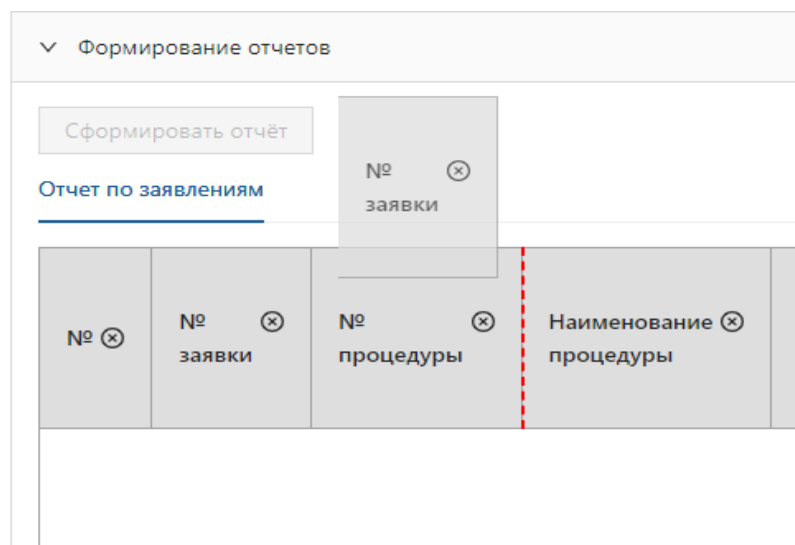 Формирование отчетов
Сформировать отчёт
№
заявки
Отчет по заявлениям
№
№
заявки
№
процедуры
Наименование
процедуры